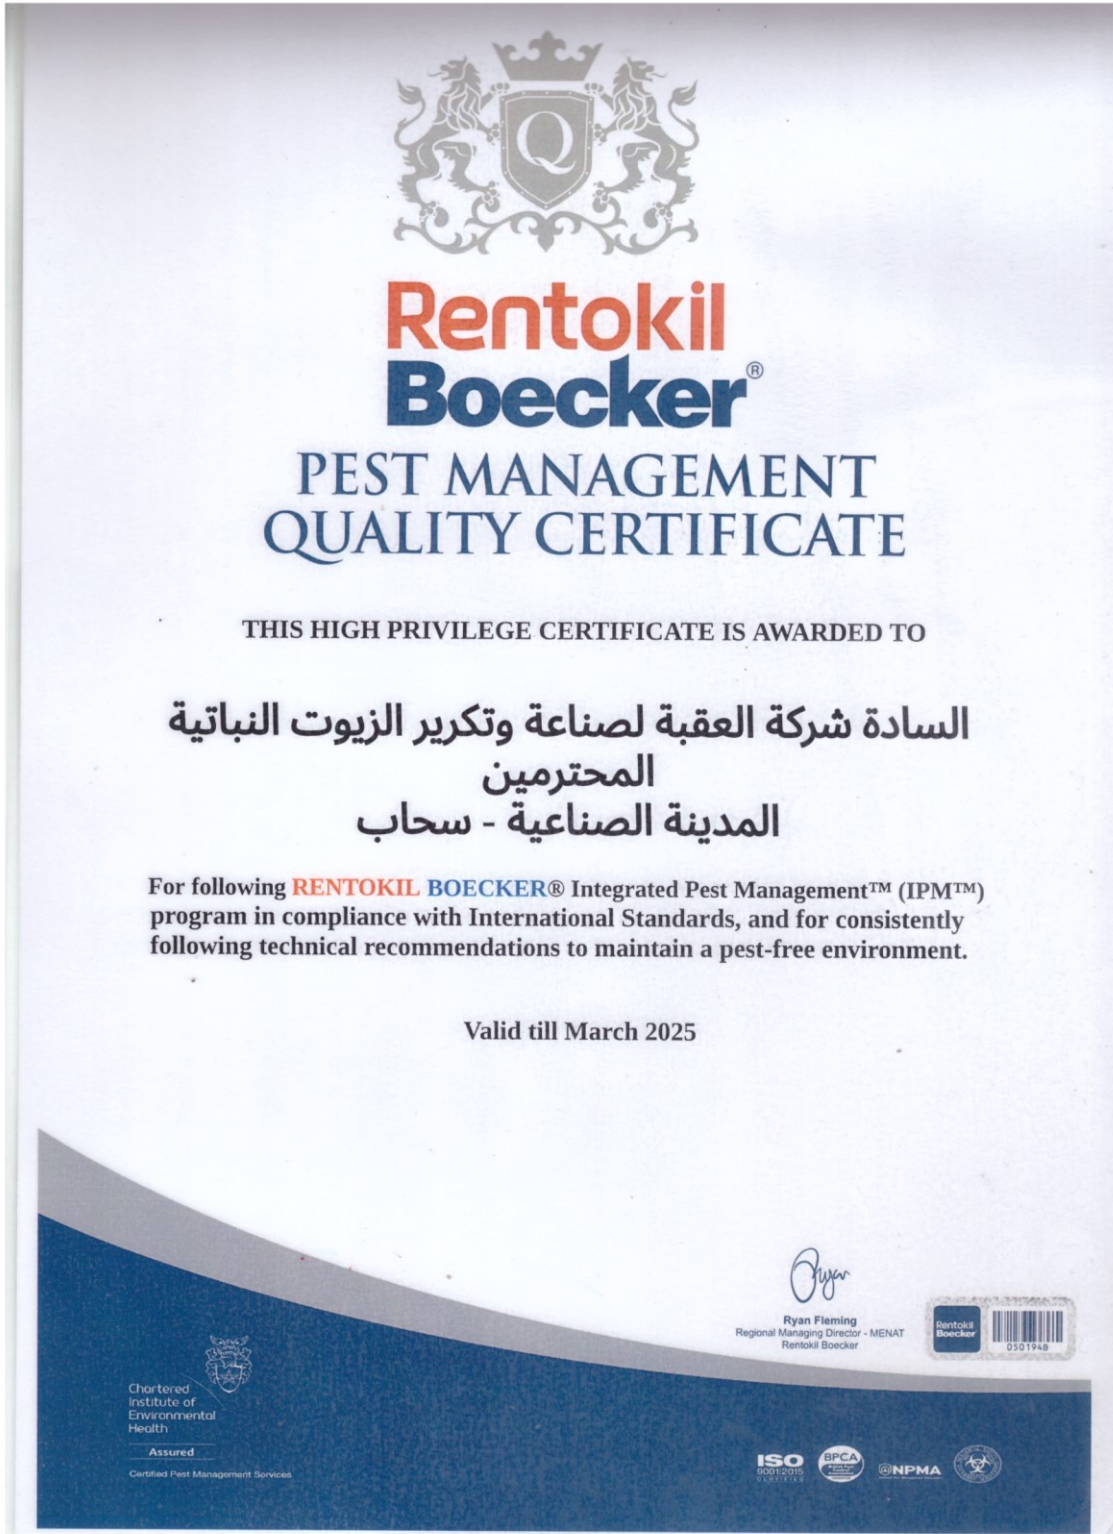 Q
Rentokil
Boecker®
PEST MANAGEMENT
QUALITY CERTIFICATE
THIS HIGH PRIVILEGE CERTIFICATE IS AWARDED TO
السادة شركة العقبة لصناعة وتكرير الزيوت النباتية
المحترمين
المدينة الصناعية - سحاب
For following RENTOKIL BOECKER® Integrated Pest Management™ (IPM™)
program in compliance with International Standards, and for consistently
following technical recommendations to maintain a pest-free environment.
Valid till March 2025
Ryan
Ryan Fleming
Regional Managing Director - MENAT
Rentokil Boecker
Rentokil
Boecker
0501948
Chartered
Institute of
Environmental
Health
Assured
Certified Pest Management Services
ISO
9001:2015
CERTIFIED
BPCA
NPMA